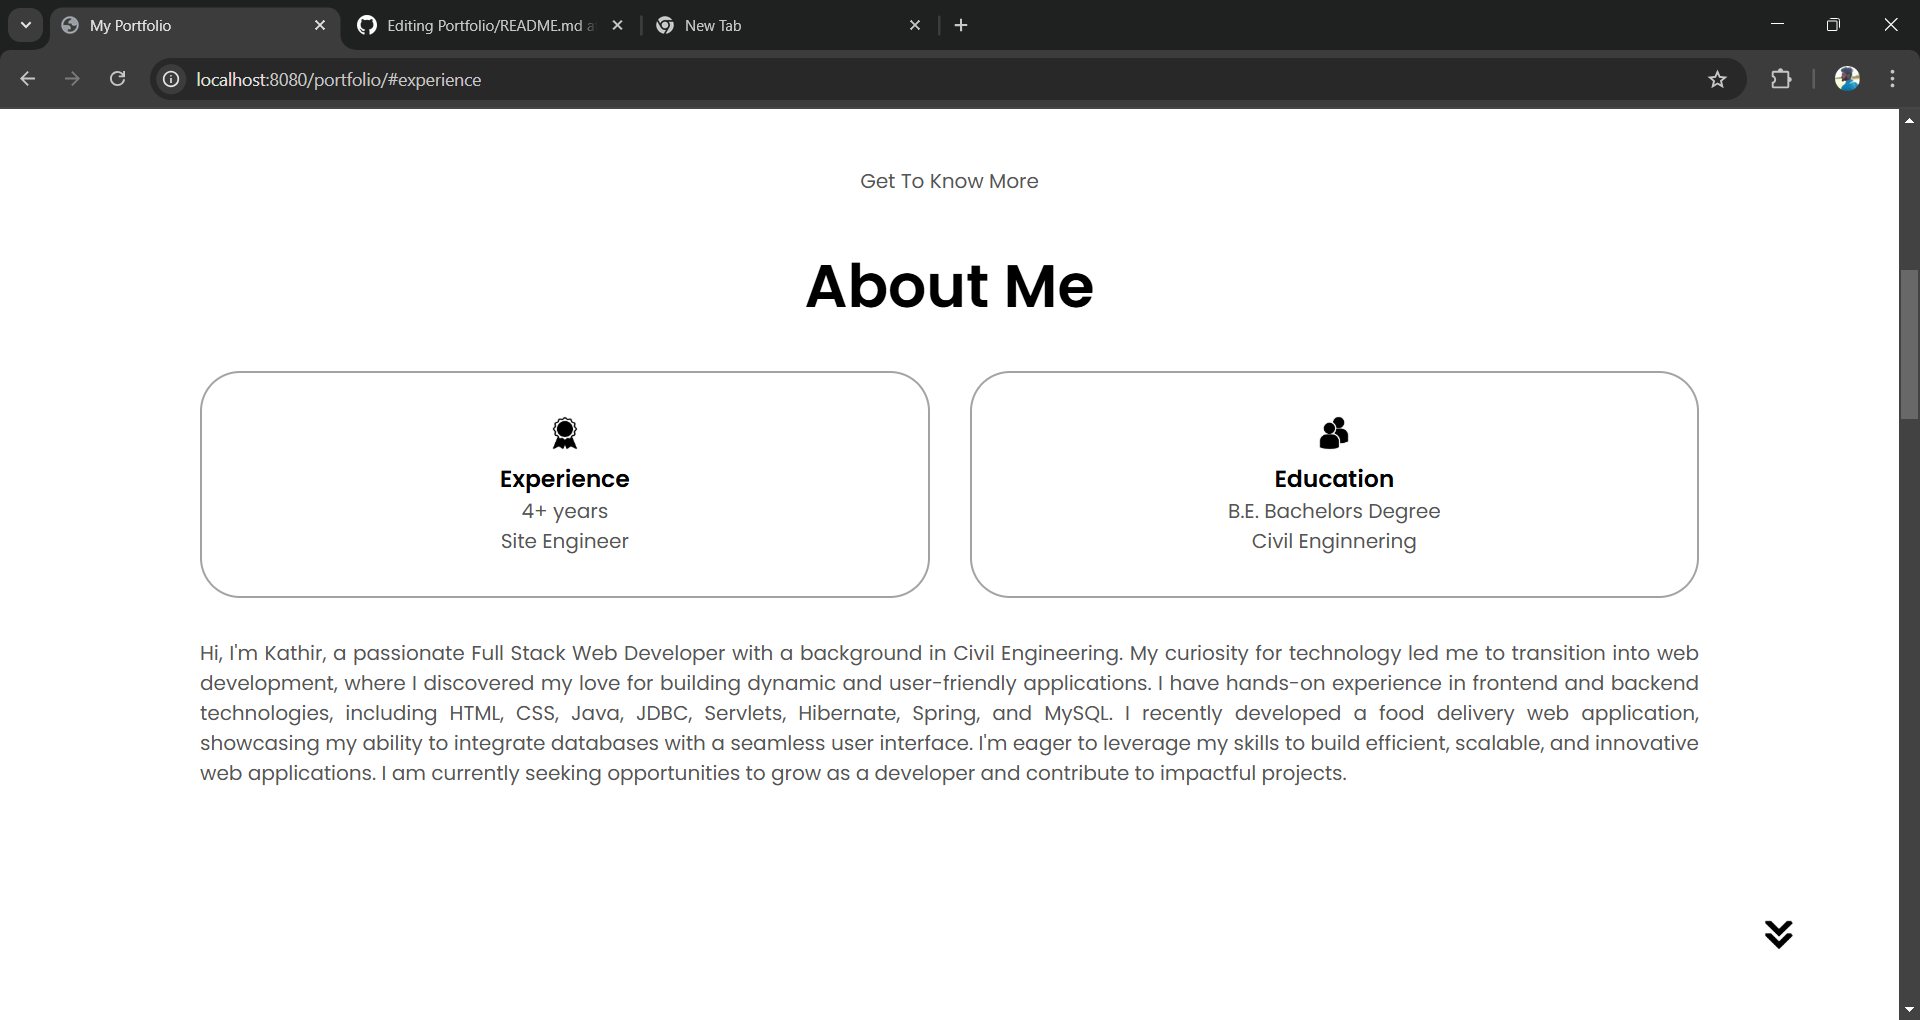 My Portfolio
Editing Portfolio/README.md a
New Tab
localhost:8080/portfolio/#experience
Get To Know More
About Me
Experience
4+ years
Site Engineer
Education
B.E. Bachelors Degree
Civil Enginnering
Hi, I'm Kathir, a passionate Full Stack Web Developer with a background in Civil Engineering. My curiosity for technology led me to transition into web
development, where I discovered my love for building dynamic and user-friendly applications. I have hands-on experience in frontend and backend
technologies, including HTML, CSS, Java, JDBC, Servlets, Hibernate, Spring, and MySQL. I recently developed a food delivery web application,
showcasing my ability to integrate databases with a seamless user interface. I'm eager to leverage my skills to build efficient, scalable, and innovative
web applications. I am currently seeking opportunities to grow as a developer and contribute to impactful projects.